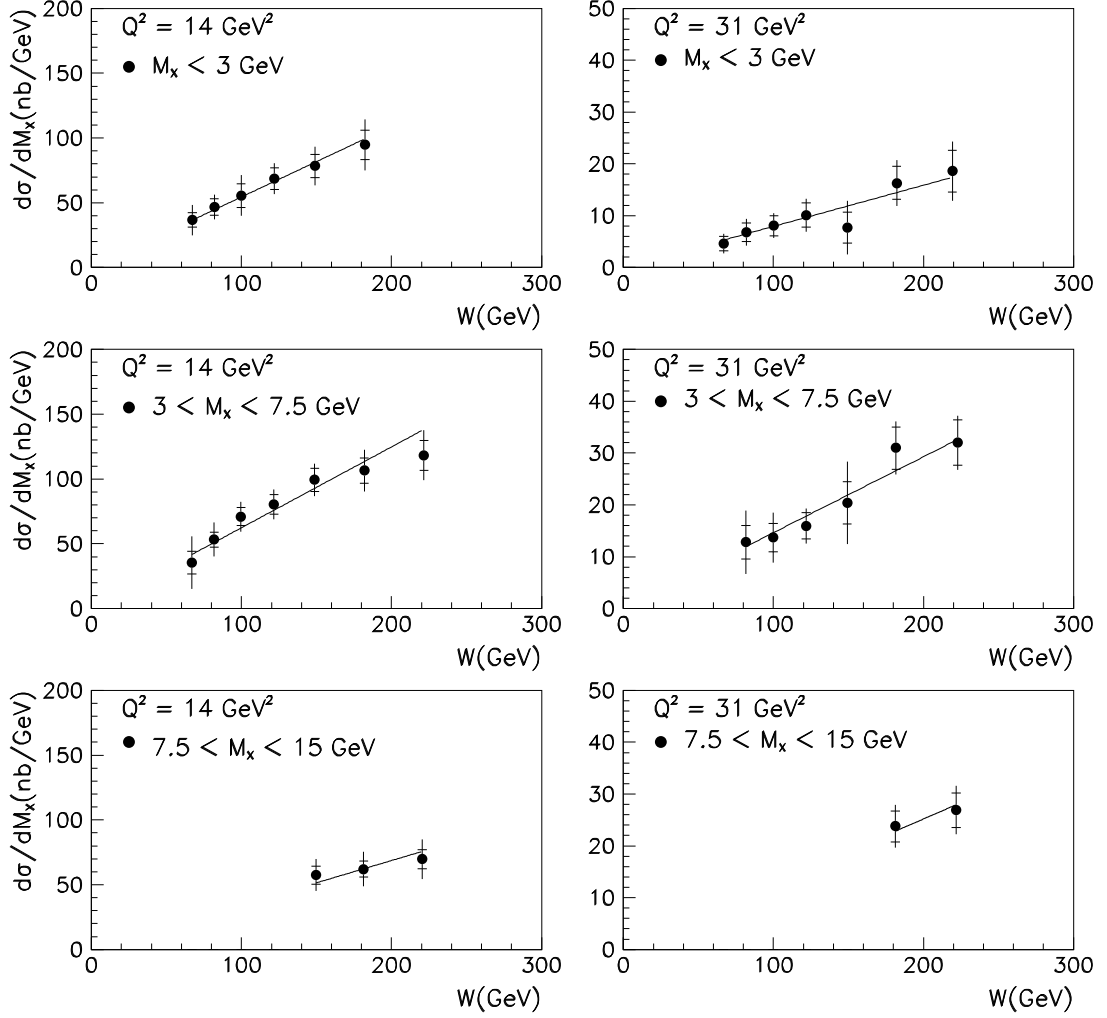 dσ/dMₓ(nb/GeV)
200
150
100
50
0
Q² = 14 GeV²
● Mₓ < 3 GeV
0 100 200 300
W(GeV)
50
40
30
20
10
0
Q² = 31 GeV²
● Mₓ < 3 GeV
0 100 200 300
W(GeV)
dσ/dMₓ(nb/GeV)
200
150
100
50
0
Q² = 14 GeV²
● 3 < Mₓ < 7.5 GeV
0 100 200 300
W(GeV)
50
40
30
20
10
0
Q² = 31 GeV²
● 3 < Mₓ < 7.5 GeV
0 100 200 300
W(GeV)
dσ/dMₓ(nb/GeV)
200
150
100
50
0
Q² = 14 GeV²
● 7.5 < Mₓ < 15 GeV
0 100 200 300
W(GeV)
50
40
30
20
10
0
Q² = 31 GeV²
● 7.5 < Mₓ < 15 GeV
0 100 200 300
W(GeV)